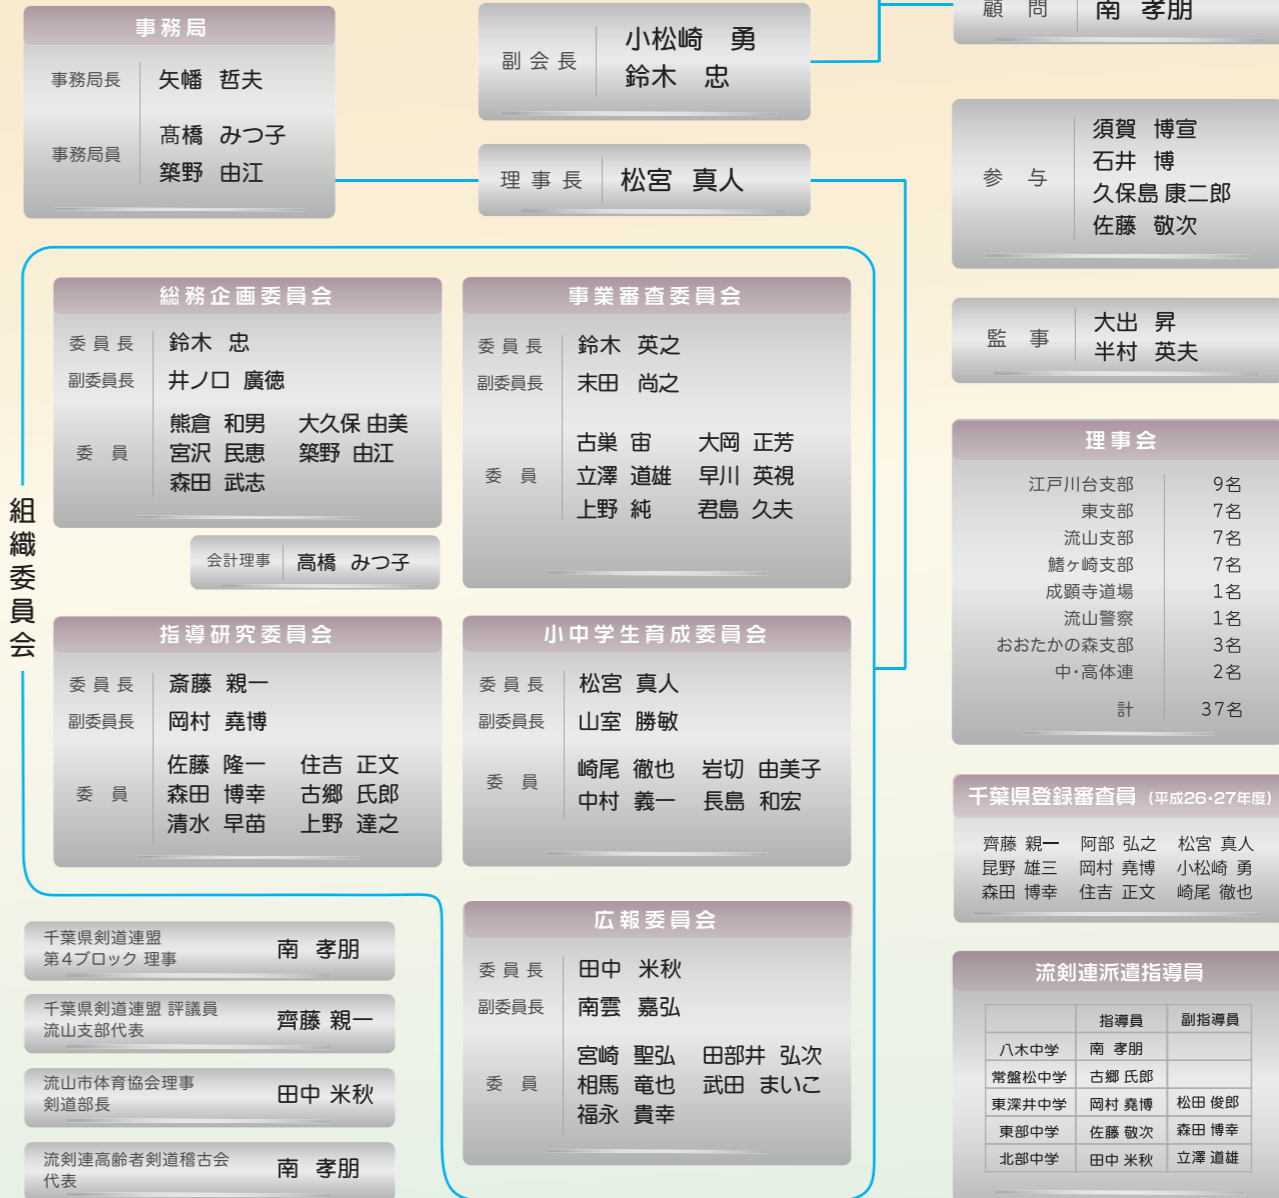 事務局
事務局長 矢幡 哲夫
事務局員 髙橋 みつ子
築野 由江
副会長 小松崎 勇
鈴木 忠
理事長 松宮 真人
顧問 南 孝朋
参与 須賀 博宣
石井 博
久保島 康二郎
佐藤 敬次
監事 大出 昇
半村 英夫
組織委員会
総務企画委員会
委員長 鈴木 忠
副委員長 井ノ口 廣徳
委員 熊倉 和男 大久保 由美
宮沢 民恵 築野 由江
森田 武志
会計理事 高橋 みつ子
事業審査委員会
委員長 鈴木 英之
副委員長 末田 尚之
委員 古巣 宙 大岡 正芳
立澤 道雄 早川 英視
上野 純 君島 久夫
指導研究委員会
委員長 斎藤 親一
副委員長 岡村 堯博
委員 佐藤 隆一 住吉 正文
森田 博幸 古郷 氏郎
清水 早苗 上野 達之
小中学生育成委員会
委員長 松宮 真人
副委員長 山室 勝敏
委員 崎尾 徹也 岩切 由美子
中村 義一 長島 和宏
広報委員会
委員長 田中 米秋
副委員長 南雲 嘉弘
委員 宮崎 聖弘 田部井 弘次
相馬 竜也 武田 まいこ
福永 貴幸
千葉県剣道連盟
第4ブロック 理事 南 孝朋
千葉県剣道連盟 評議員
流山支部代表 齊藤 親一
流山市体育協会理事
剣道部長 田中 米秋
流剣連高齢者剣道稽古会
代表 南 孝朋
理事会
江戸川台支部 9名
東支部 7名
流山支部 7名
鰭ヶ崎支部 7名
成顕寺道場 1名
流山警察 1名
おおたかの森支部 3名
中・高体連 2名
計 37名
千葉県登録審査員 (平成26・27年度)
齊藤 親一 阿部 弘之 松宮 真人
昆野 雄三 岡村 堯博 小松崎 勇
森田 博幸 住吉 正文 崎尾 徹也
流剣連派遣指導員
指導員 副指導員
八木中学 南 孝朋
常盤松中学 古郷 氏郎
東深井中学 岡村 堯博 松田 俊郎
東部中学 佐藤 敬次 森田 博幸
北部中学 田中 米秋 立澤 道雄